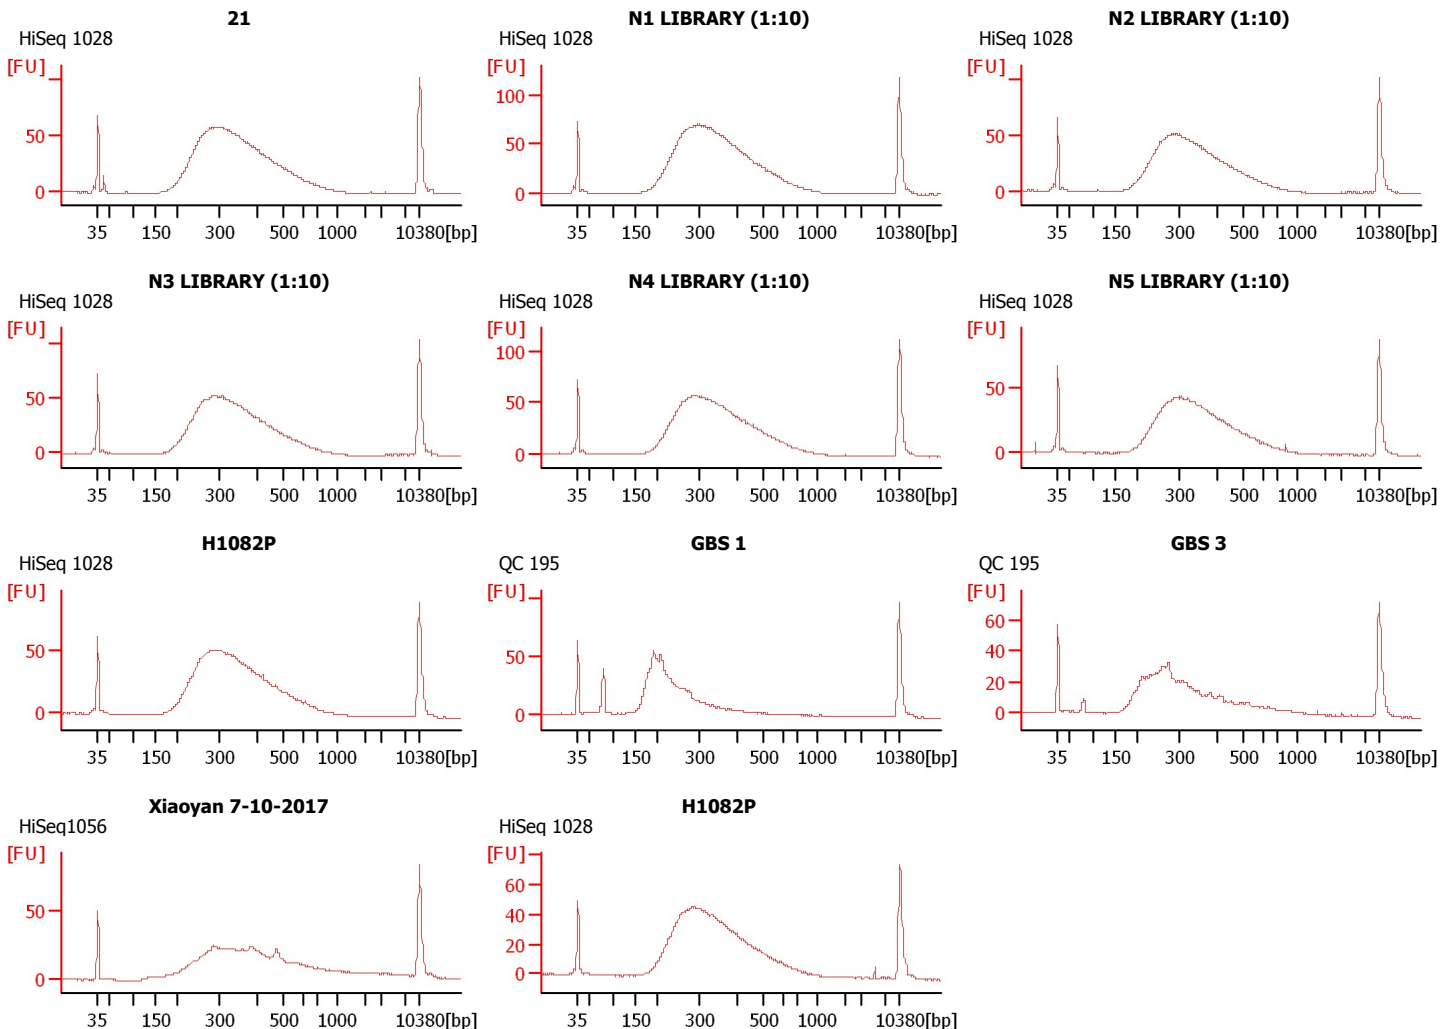 21
HiSeq 1028
[FU]
50
0
35 150 300 500 1000 10380[bp]
N1 LIBRARY (1:10)
HiSeq 1028
[FU]
100
50
0
35 150 300 500 1000 10380[bp]
N2 LIBRARY (1:10)
HiSeq 1028
[FU]
50
0
35 150 300 500 1000 10380[bp]
N3 LIBRARY (1:10)
HiSeq 1028
[FU]
50
0
35 150 300 500 1000 10380[bp]
N4 LIBRARY (1:10)
HiSeq 1028
[FU]
100
50
0
35 150 300 500 1000 10380[bp]
N5 LIBRARY (1:10)
HiSeq 1028
[FU]
50
0
35 150 300 500 1000 10380[bp]
H1082P
HiSeq 1028
[FU]
50
0
35 150 300 500 1000 10380[bp]
GBS 1
QC 195
[FU]
50
0
35 150 300 500 1000 10380[bp]
GBS 3
QC 195
[FU]
60
40
20
0
35 150 300 500 1000 10380[bp]
Xiaoyan 7-10-2017
HiSeq1056
[FU]
50
0
35 150 300 500 1000 10380[bp]
H1082P
HiSeq 1028
[FU]
60
40
20
0
35 150 300 500 1000 10380[bp]